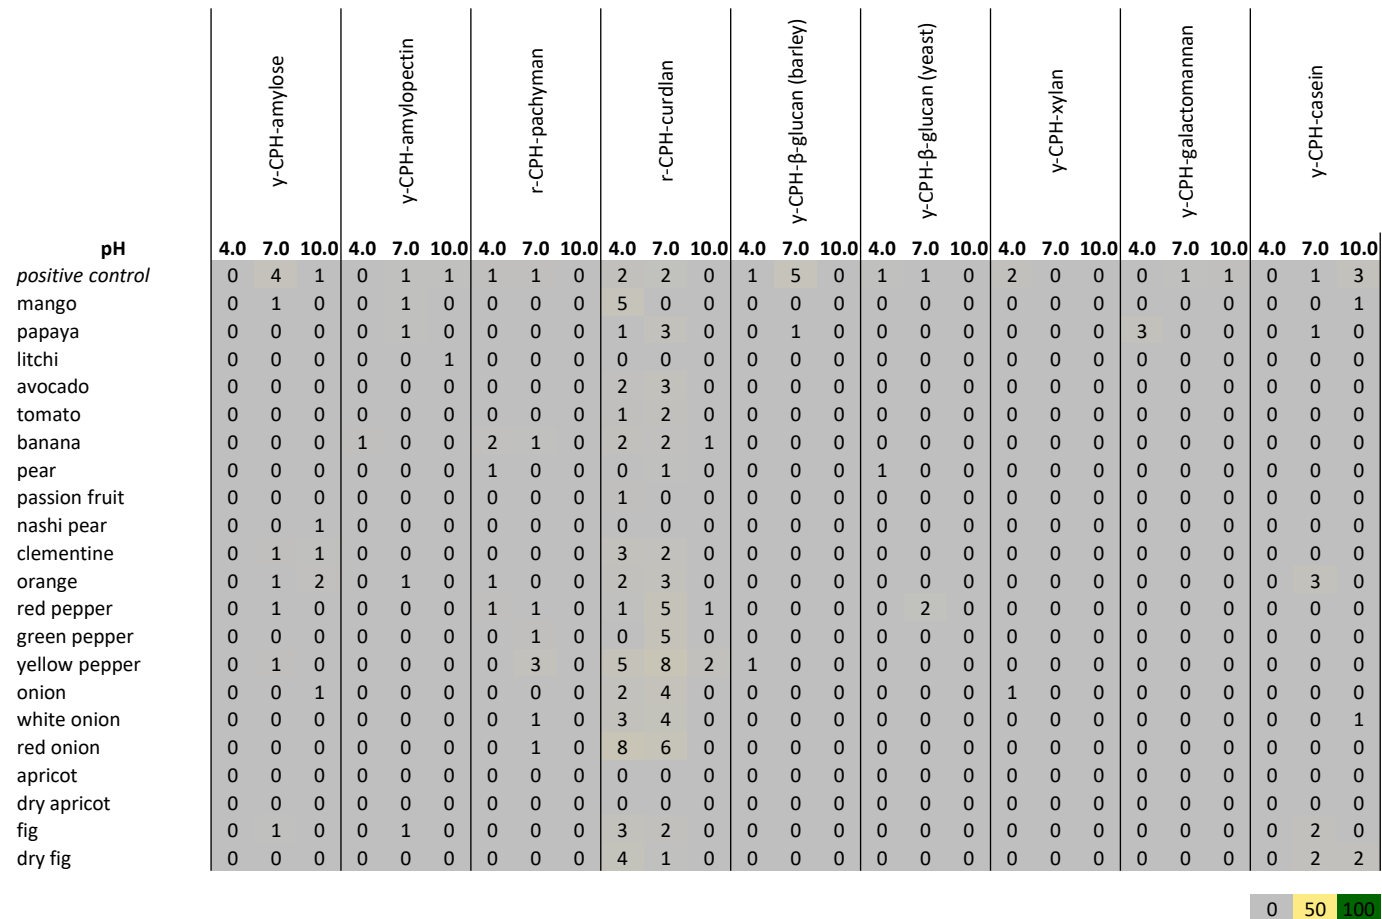 y-CPH-amylose y-CPH-amylopectin r-CPH-pachyman r-CPH-curdlan y-CPH-β-glucan (barley) y-CPH-β-glucan (yeast) y-CPH-xylan y-CPH-galactomannan y-CPH-casein
pH 4.0 7.0 10.0 4.0 7.0 10.0 4.0 7.0 10.0 4.0 7.0 10.0 4.0 7.0 10.0 4.0 7.0 10.0 4.0 7.0 10.0 4.0 7.0 10.0 4.0 7.0 10.0
positive control 0 4 1 0 1 1 1 1 0 2 2 0 1 5 0 1 1 0 2 0 0 0 1 1 0 1 3
mango 0 1 0 0 1 0 0 0 0 5 0 0 0 0 0 0 0 0 0 0 0 0 0 0 0 0 1
papaya 0 0 0 0 1 0 0 0 0 1 3 0 0 1 0 0 0 0 0 0 0 3 0 0 0 1 0
litchi 0 0 0 0 0 1 0 0 0 0 0 0 0 0 0 0 0 0 0 0 0 0 0 0 0 0 0
avocado 0 0 0 0 0 0 0 0 0 2 3 0 0 0 0 0 0 0 0 0 0 0 0 0 0 0 0
tomato 0 0 0 0 0 0 0 0 0 1 2 0 0 0 0 0 0 0 0 0 0 0 0 0 0 0 0
banana 0 0 0 1 0 0 2 1 0 2 2 1 0 0 0 0 0 0 0 0 0 0 0 0 0 0 0
pear 0 0 0 0 0 0 1 0 0 0 1 0 0 0 0 1 0 0 0 0 0 0 0 0 0 0 0
passion fruit 0 0 0 0 0 0 0 0 0 1 0 0 0 0 0 0 0 0 0 0 0 0 0 0 0 0 0
nashi pear 0 0 1 0 0 0 0 0 0 0 0 0 0 0 0 0 0 0 0 0 0 0 0 0 0 0 0
clementine 0 1 1 0 0 0 0 0 0 3 2 0 0 0 0 0 0 0 0 0 0 0 0 0 0 0 0
orange 0 1 2 0 1 0 1 0 0 2 3 0 0 0 0 0 0 0 0 0 0 0 0 0 0 3 0
red pepper 0 1 0 0 0 0 1 1 0 1 5 1 0 0 0 0 2 0 0 0 0 0 0 0 0 0 0
green pepper 0 0 0 0 0 0 0 1 0 0 5 0 0 0 0 0 0 0 0 0 0 0 0 0 0 0 0
yellow pepper 0 1 0 0 0 0 0 3 0 5 8 2 1 0 0 0 0 0 0 0 0 0 0 0 0 0 0
onion 0 0 1 0 0 0 0 0 0 2 4 0 0 0 0 0 0 0 1 0 0 0 0 0 0 0 0
white onion 0 0 0 0 0 0 0 1 0 3 4 0 0 0 0 0 0 0 0 0 0 0 0 0 0 0 1
red onion 0 0 0 0 0 0 0 1 0 8 6 0 0 0 0 0 0 0 0 0 0 0 0 0 0 0 0
apricot 0 0 0 0 0 0 0 0 0 0 0 0 0 0 0 0 0 0 0 0 0 0 0 0 0 0 0
dry apricot 0 0 0 0 0 0 0 0 0 0 0 0 0 0 0 0 0 0 0 0 0 0 0 0 0 0 0
fig 0 1 0 0 1 0 0 0 0 3 2 0 0 0 0 0 0 0 0 0 0 0 0 0 0 2 0
dry fig 0 0 0 0 0 0 0 0 0 4 1 0 0 0 0 0 0 0 0 0 0 0 0 0 0 2 2
0 50 100